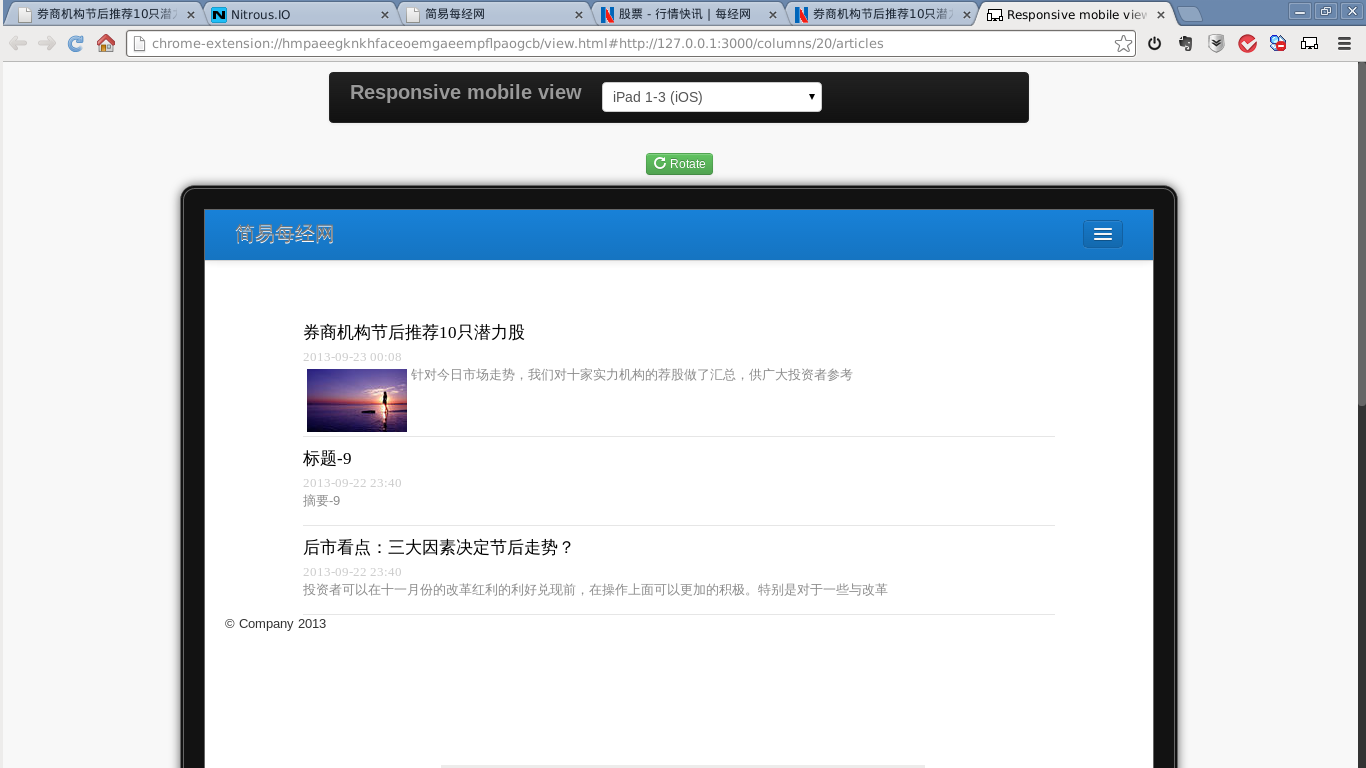 券商机构节后推荐10只潜力
Nitrous.IO
简易每经网
股票 - 行情快讯 | 每经网
券商机构节后推荐10只潜
Responsive mobile view
chrome-extension://hmpaeegknkhfaceoemgaeempflpaogcb/view.html#http://127.0.0.1:3000/columns/20/articles
Responsive mobile view
iPad 1-3 (iOS)
Rotate
简易每经网
券商机构节后推荐10只潜力股
2013-09-23 00:08
针对今日市场走势，我们对十家实力机构的荐股做了汇总，供广大投资者参考
标题-9
2013-09-22 23:40
摘要-9
后市看点：三大因素决定节后走势？
2013-09-22 23:40
投资者可以在十一月份的改革红利的利好兑现前，在操作上面可以更加的积极。特别是对于一些与改革
© Company 2013